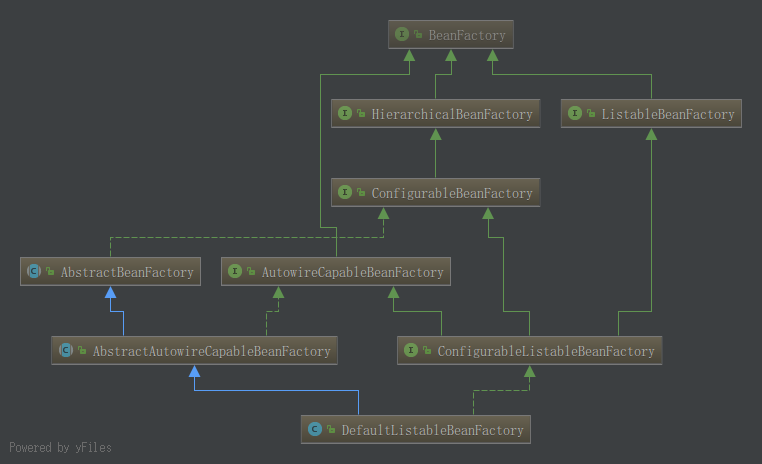 BeanFactory
HierarchicalBeanFactory
ListableBeanFactory
ConfigurableBeanFactory
AbstractBeanFactory
AutowireCapableBeanFactory
AbstractAutowireCapableBeanFactory
ConfigurableListableBeanFactory
DefaultListableBeanFactory
Powered by yFiles